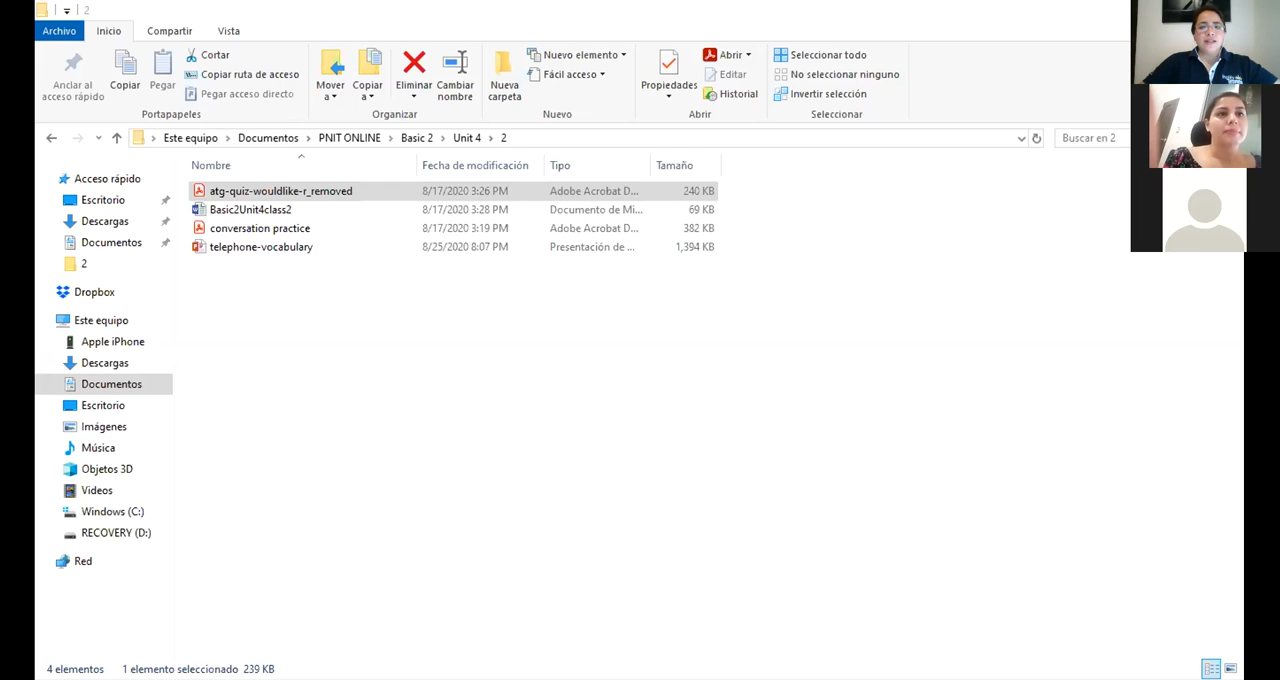 2
Archivo Inicio Compartir Vista
Anclar al acceso rápido
Copiar
Pegar
Cortar
Copiar ruta de acceso
Pegar acceso directo
Portapapeles
Mover a
Copiar a
Eliminar
Cambiar nombre
Organizar
Nueva carpeta
Nuevo elemento
Fácil acceso
Nuevo
Propiedades
Abrir
Editar
Historial
Abrir
Seleccionar todo
No seleccionar ninguno
Invertir selección
Seleccionar
Este equipo > Documentos > PNIT ONLINE > Basic 2 > Unit 4 > 2
Buscar en 2
Nombre Fecha de modificación Tipo Tamaño
atg-quiz-wouldlike-r_removed 8/17/2020 3:26 PM Adobe Acrobat D... 240 KB
Basic2Unit4class2 8/17/2020 3:28 PM Documento de Mi... 69 KB
conversation practice 8/17/2020 3:19 PM Adobe Acrobat D... 382 KB
telephone-vocabulary 8/25/2020 8:07 PM Presentación de ... 1,394 KB
Acceso rápido
Escritorio
Descargas
Documentos
2
Dropbox
Este equipo
Apple iPhone
Descargas
Documentos
Escritorio
Imágenes
Música
Objetos 3D
Videos
Windows (C:)
RECOVERY (D:)
Red
4 elementos 1 elemento seleccionado 239 KB